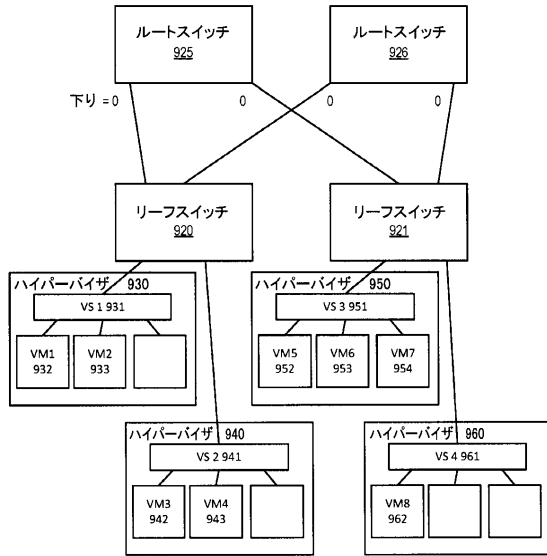 ルートスイッチ
925
ルートスイッチ
926
下り =0
0
0
0
リーフスイッチ
920
リーフスイッチ
921
ハイパーバイザ 930
VS 1 931
VM1
932
VM2
933
ハイパーバイザ 950
VS 3 951
VM5
952
VM6
953
VM7
954
ハイパーバイザ 940
VS 2 941
VM3
942
VM4
943
ハイパーバイザ 960
VS 4 961
VM8
962